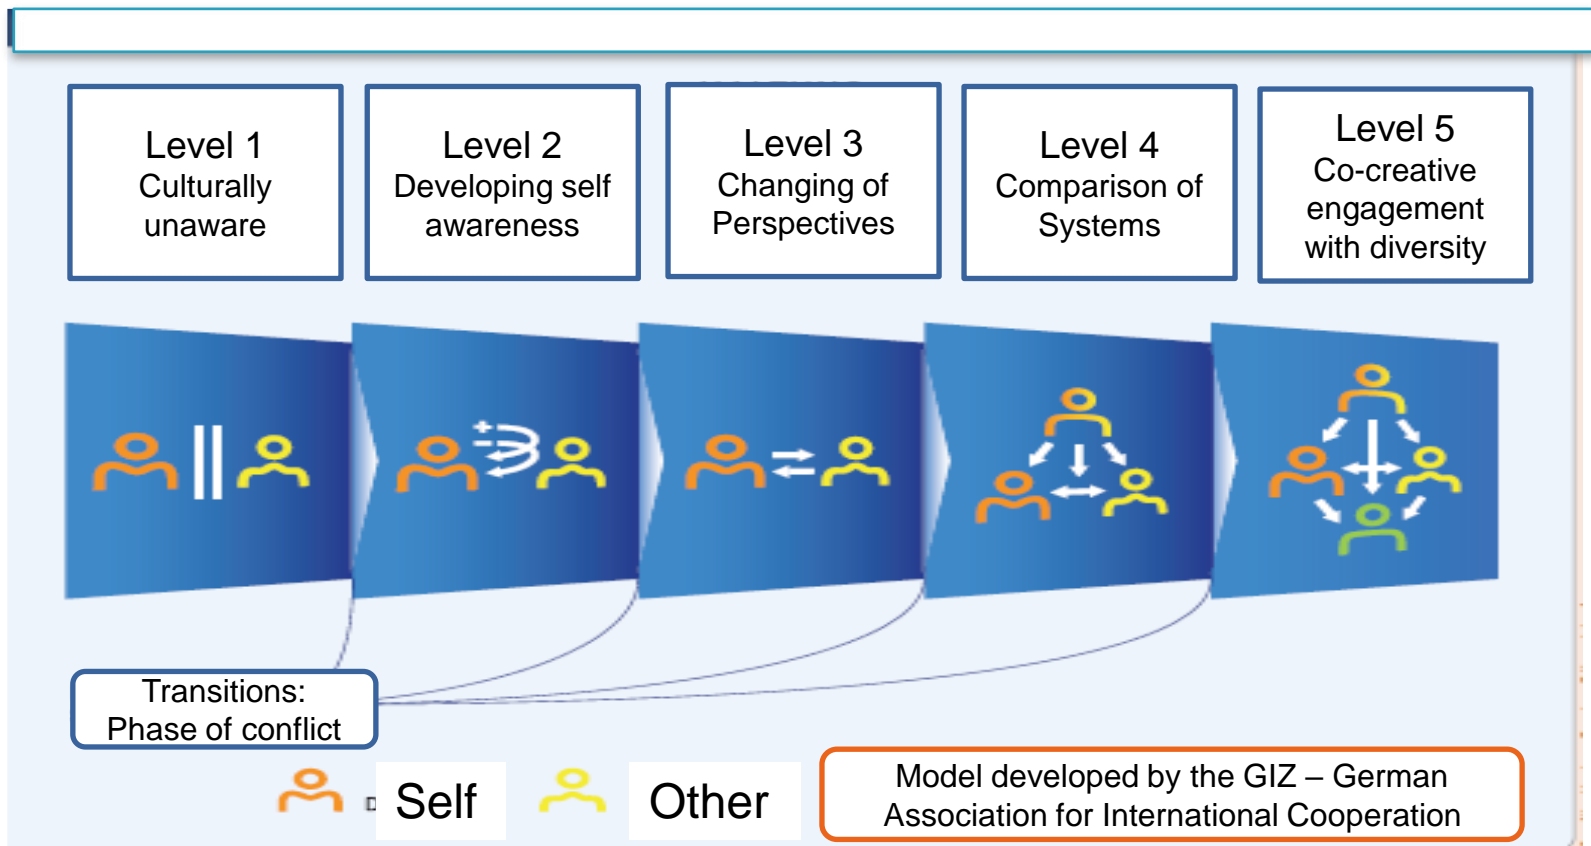 Level 1
Culturally
unaware
Level 2
Developing self
awareness
Level 3
Changing of
Perspectives
Level 4
Comparison of
Systems
Level 5
Co-creative
engagement
with diversity
Transitions:
Phase of conflict
Self
Other
Model developed by the GIZ – German
Association for International Cooperation